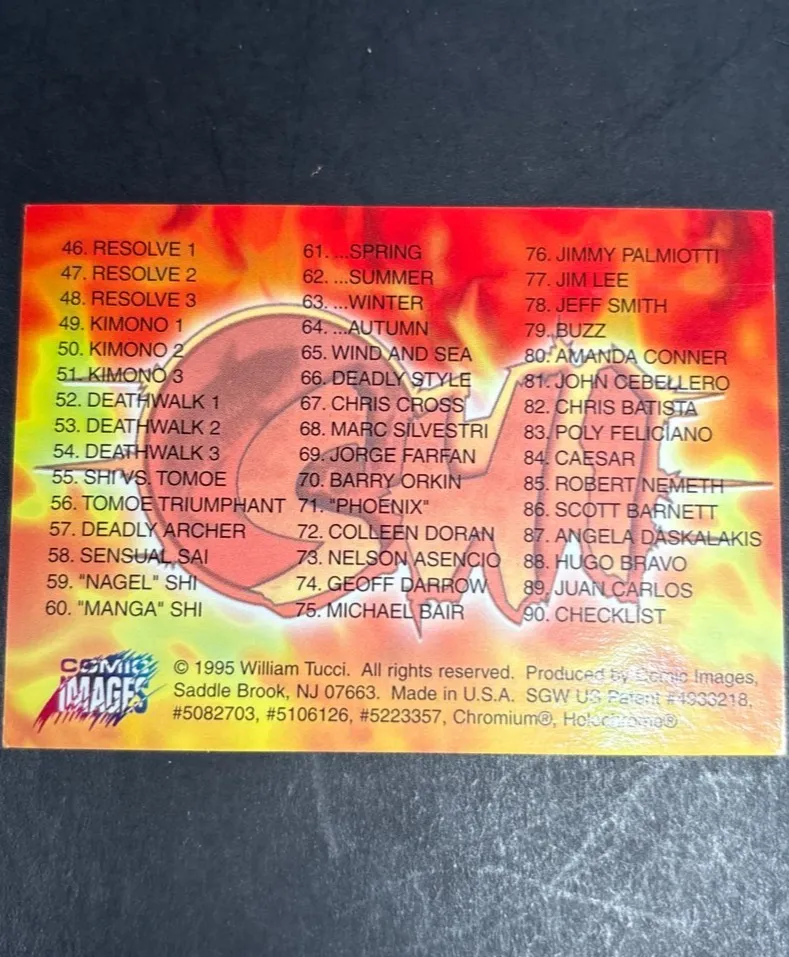 46. RESOLVE 1
47. RESOLVE 2
48. RESOLVE 3
49. KIMONO 1
50. KIMONO 2
51. KIMONO 3
52. DEATHWALK 1
53. DEATHWALK 2
54. DEATHWALK 3
55. SHI VS. TOMOE
56. TOMOE TRIUMPHANT
57. DEADLY ARCHER
58. SENSUAL SAI
59. "NAGEL" SHI
60. "MANGA" SHI
61. ...SPRING
62. ...SUMMER
63. ...WINTER
64. ...AUTUMN
65. WIND AND SEA
66. DEADLY STYLE
67. CHRIS CROSS
68. MARC SILVESTRI
69. JORGE FARFAN
70. BARRY ORKIN
71. "PHOENIX"
72. COLLEEN DORAN
73. NELSON ASENCIO
74. GEOFF DARROW
75. MICHAEL BAIR
76. JIMMY PALMIOTTI
77. JIM LEE
78. JEFF SMITH
79. BUZZ
80. AMANDA CONNER
81. JOHN CEBELLERO
82. CHRIS BATISTA
83. POLY FELICIANO
84. CAESAR
85. ROBERT NEMETH
86. SCOTT BARNETT
87. ANGELA DASKALAKIS
88. HUGO BRAVO
89. JUAN CARLOS
90. CHECKLIST
COMIC
IMAGES
© 1995 William Tucci. All rights reserved. Produced by Comic Images,
Saddle Brook, NJ 07663. Made in U.S.A. SGW US Patent #4933218,
#5082703, #5106126, #5223357, Chromium®, Holochrome®